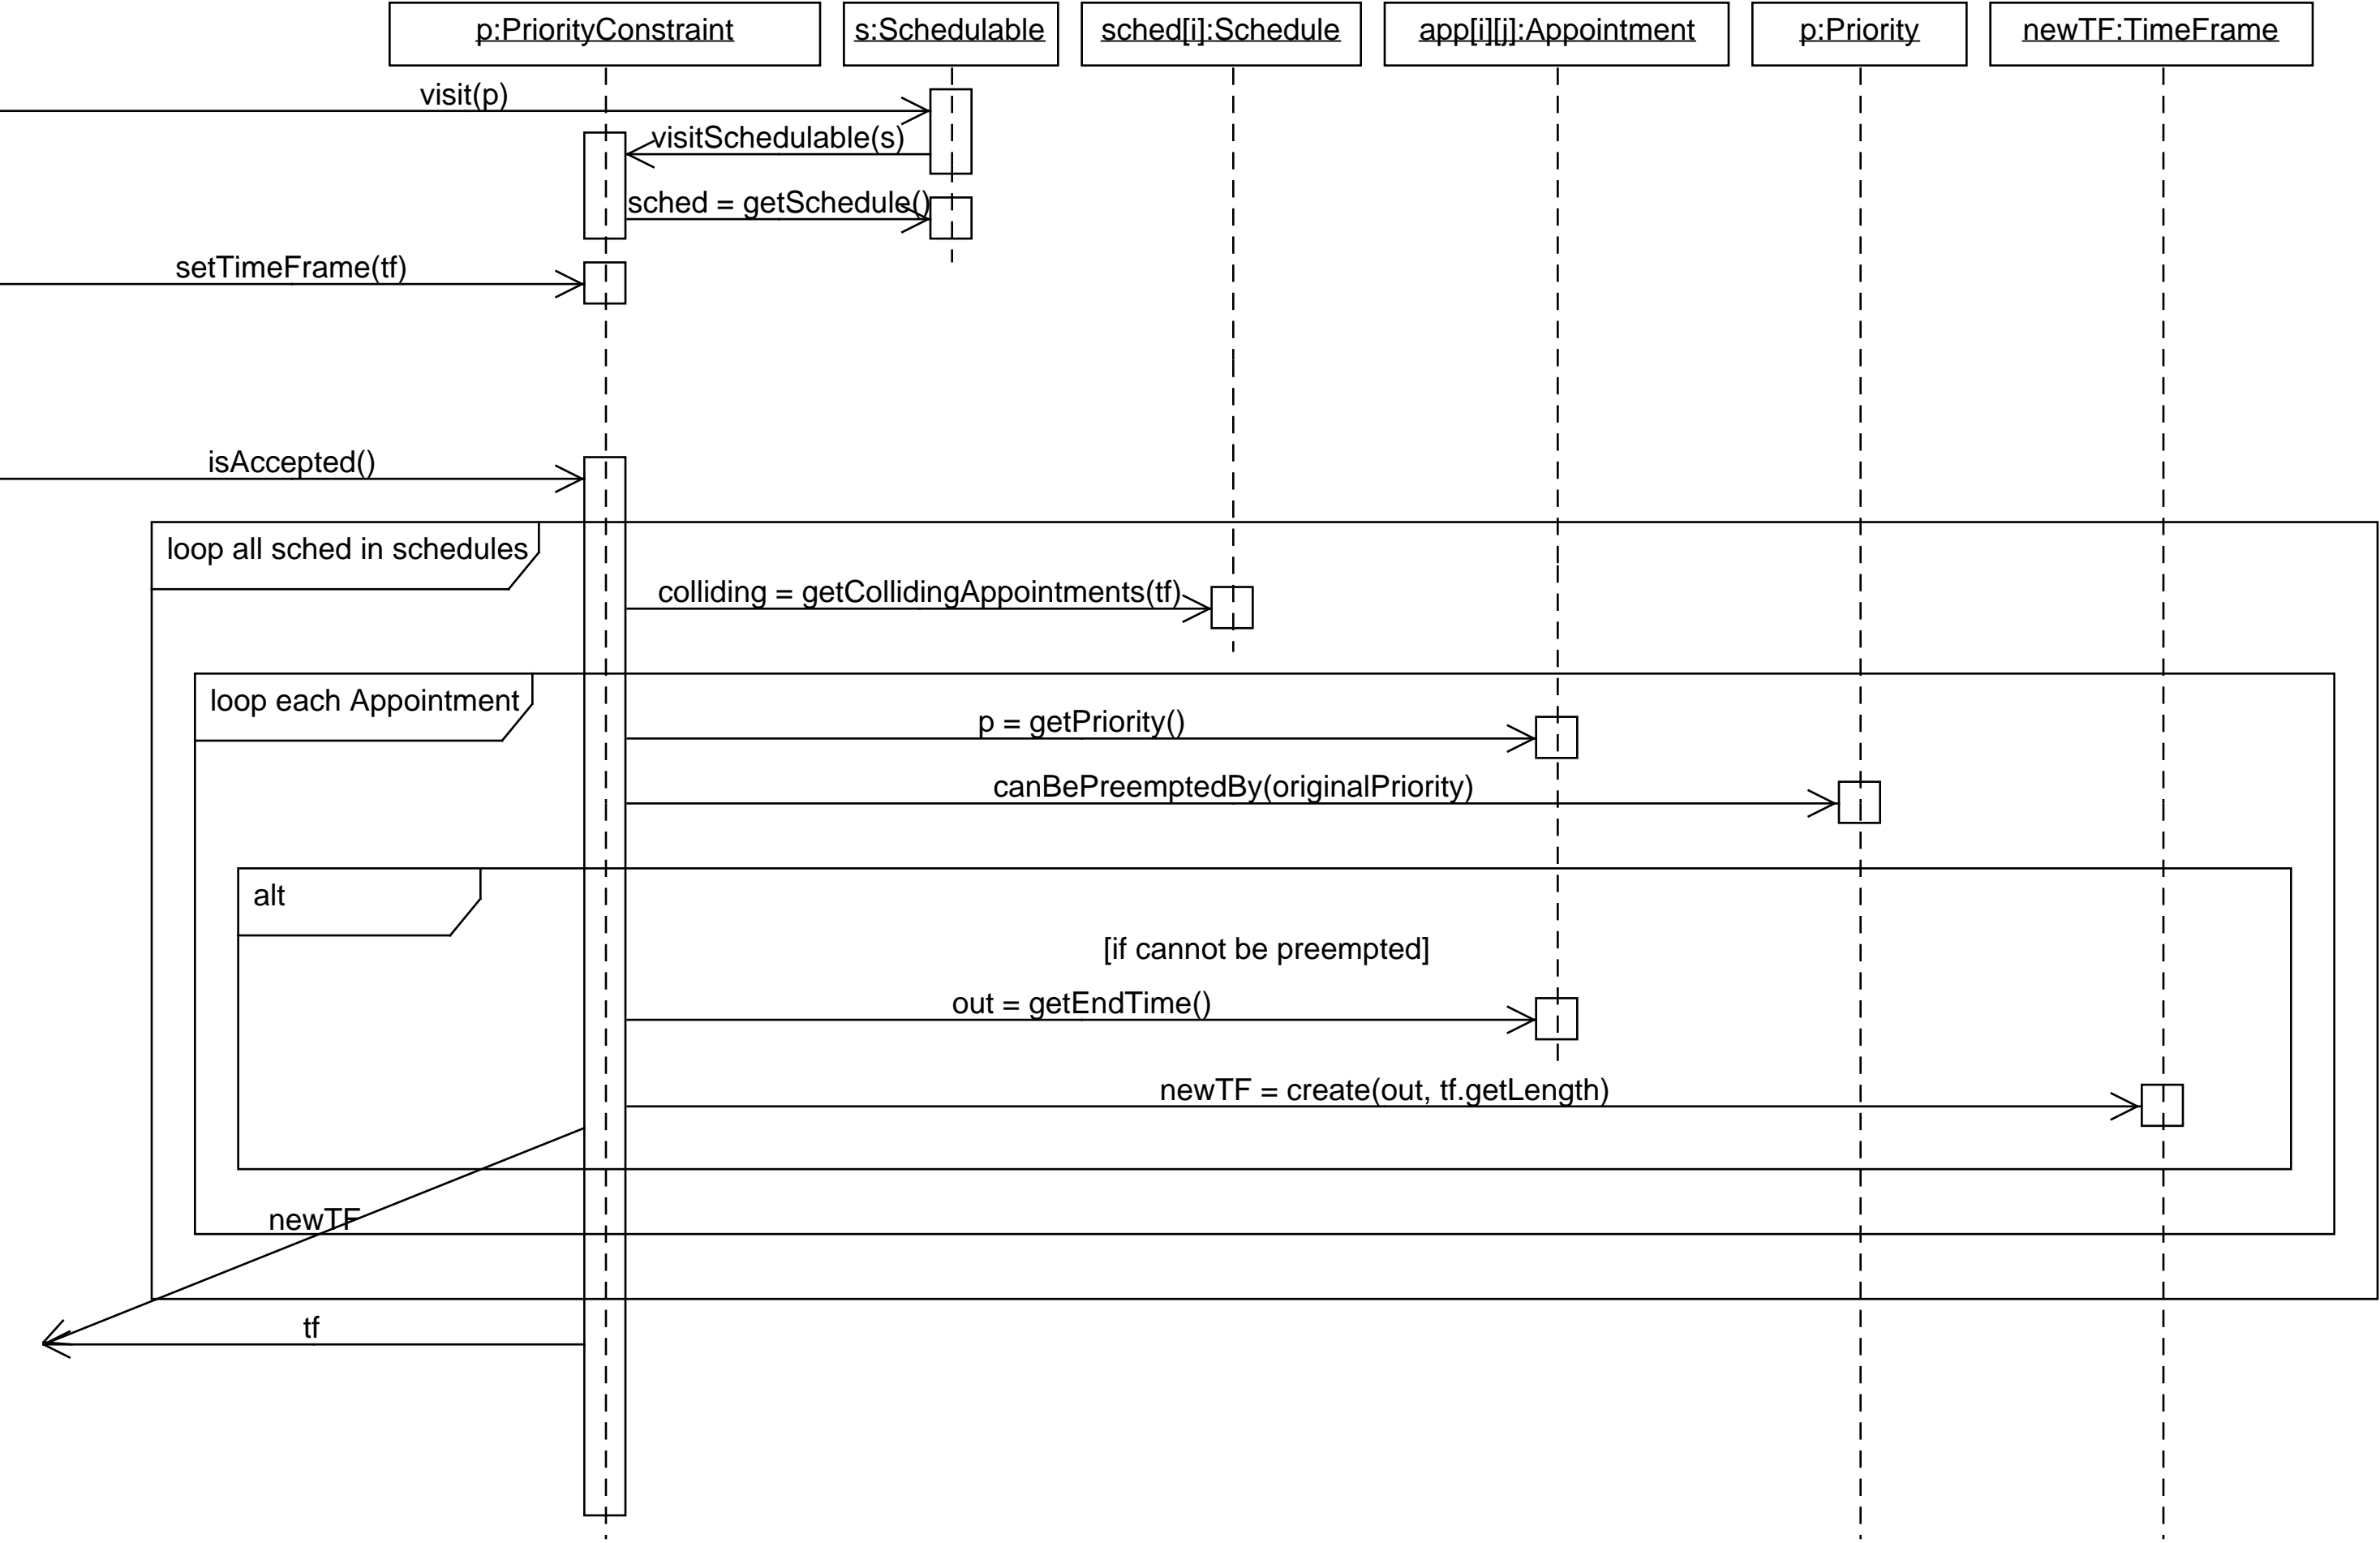 p:PriorityConstraint
s:Schedulable
sched[i]:Schedule
app[i][j]:Appointment
p:Priority
newTF:TimeFrame
visit(p)
visitSchedulable(s)
sched = getSchedule()
setTimeFrame(tf)
isAccepted()
loop all sched in schedules
colliding = getCollidingAppointments(tf)
loop each Appointment
p = getPriority()
canBePreemptedBy(originalPriority)
alt
[if cannot be preempted]
out = getEndTime()
newTF = create(out, tf.getLength)
newTF
tf